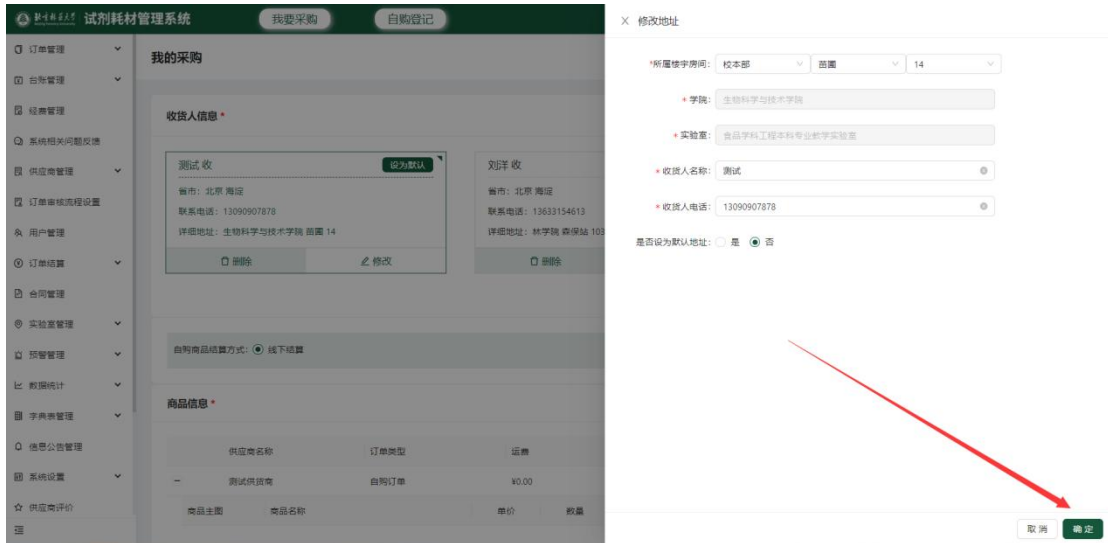 北京林业大学 试剂耗材管理系统
我要采购
自购登记
订单管理
台账管理
经费管理
系统相关问题反馈
供应商管理
订单审核流程设置
用户管理
订单结算
合同管理
实验室管理
预警管理
数据统计
字典表管理
信息公告管理
系统设置
供应商评价
我的采购
收货人信息 *
测试 收
设为默认
省市: 北京 海淀
联系电话: 13090907878
详细地址: 生物科学与技术学院 苗圃 14
删除
修改
刘洋 收
省市: 北京 海淀
联系电话: 13633154613
详细地址: 林学院 森保站 103
删除
自购商品结算方式: 线下结算
商品信息 *
供应商名称 订单类型 运费
测试供货商 自购订单 ¥0.00
商品主图 商品名称 单价 数量
修改地址
*所属楼宇房间: 校本部 苗圃 14
* 学院: 生物科学与技术学院
* 实验室: 食品学科工程本科专业教学实验室
* 收货人名称: 测试
* 收货人电话: 13090907878
是否设为默认地址: 是 否
取 消
确 定